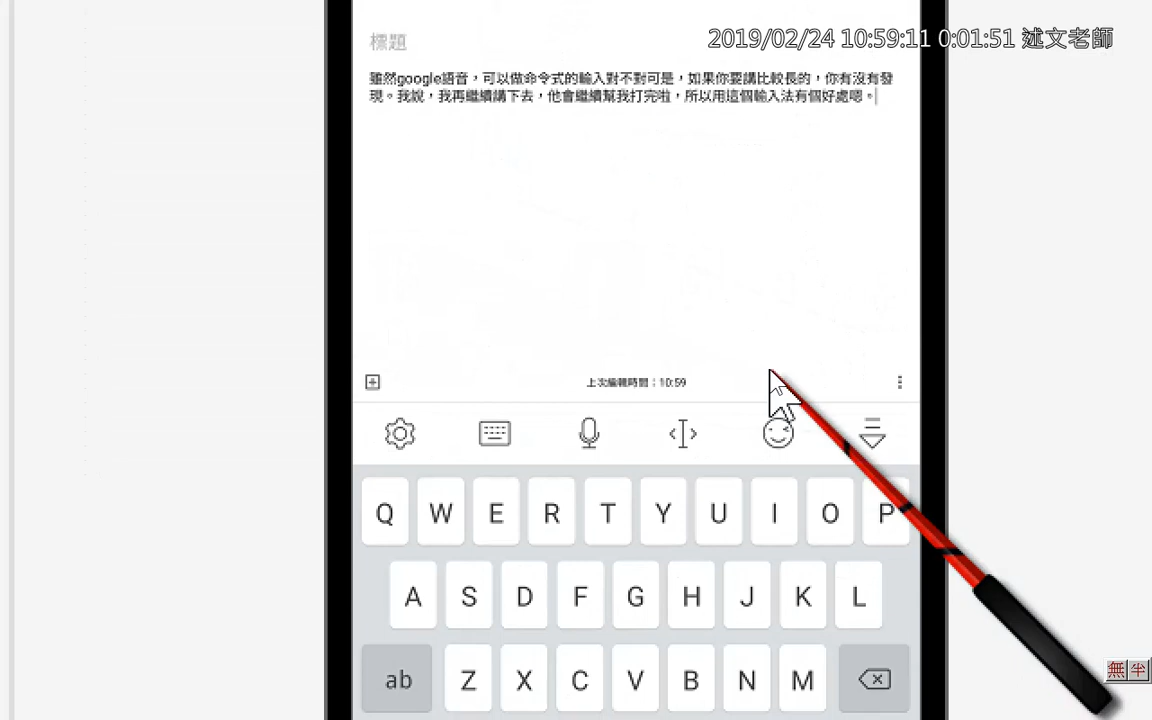 2019/02/24 10:59:11 0:01:51 述文老師
標題
雖然google語音，可以做命令式的輸入對不對可是，如果你要講比較長的，你有沒有發
現。我說，我再繼續講下去，他會繼續幫我打完啦，所以用這個輸入法有個好處嗯。
上次編輯時間：10:59
Q W E R T Y U I O P
A S D F G H J K L
ab Z X C V B N M
無半